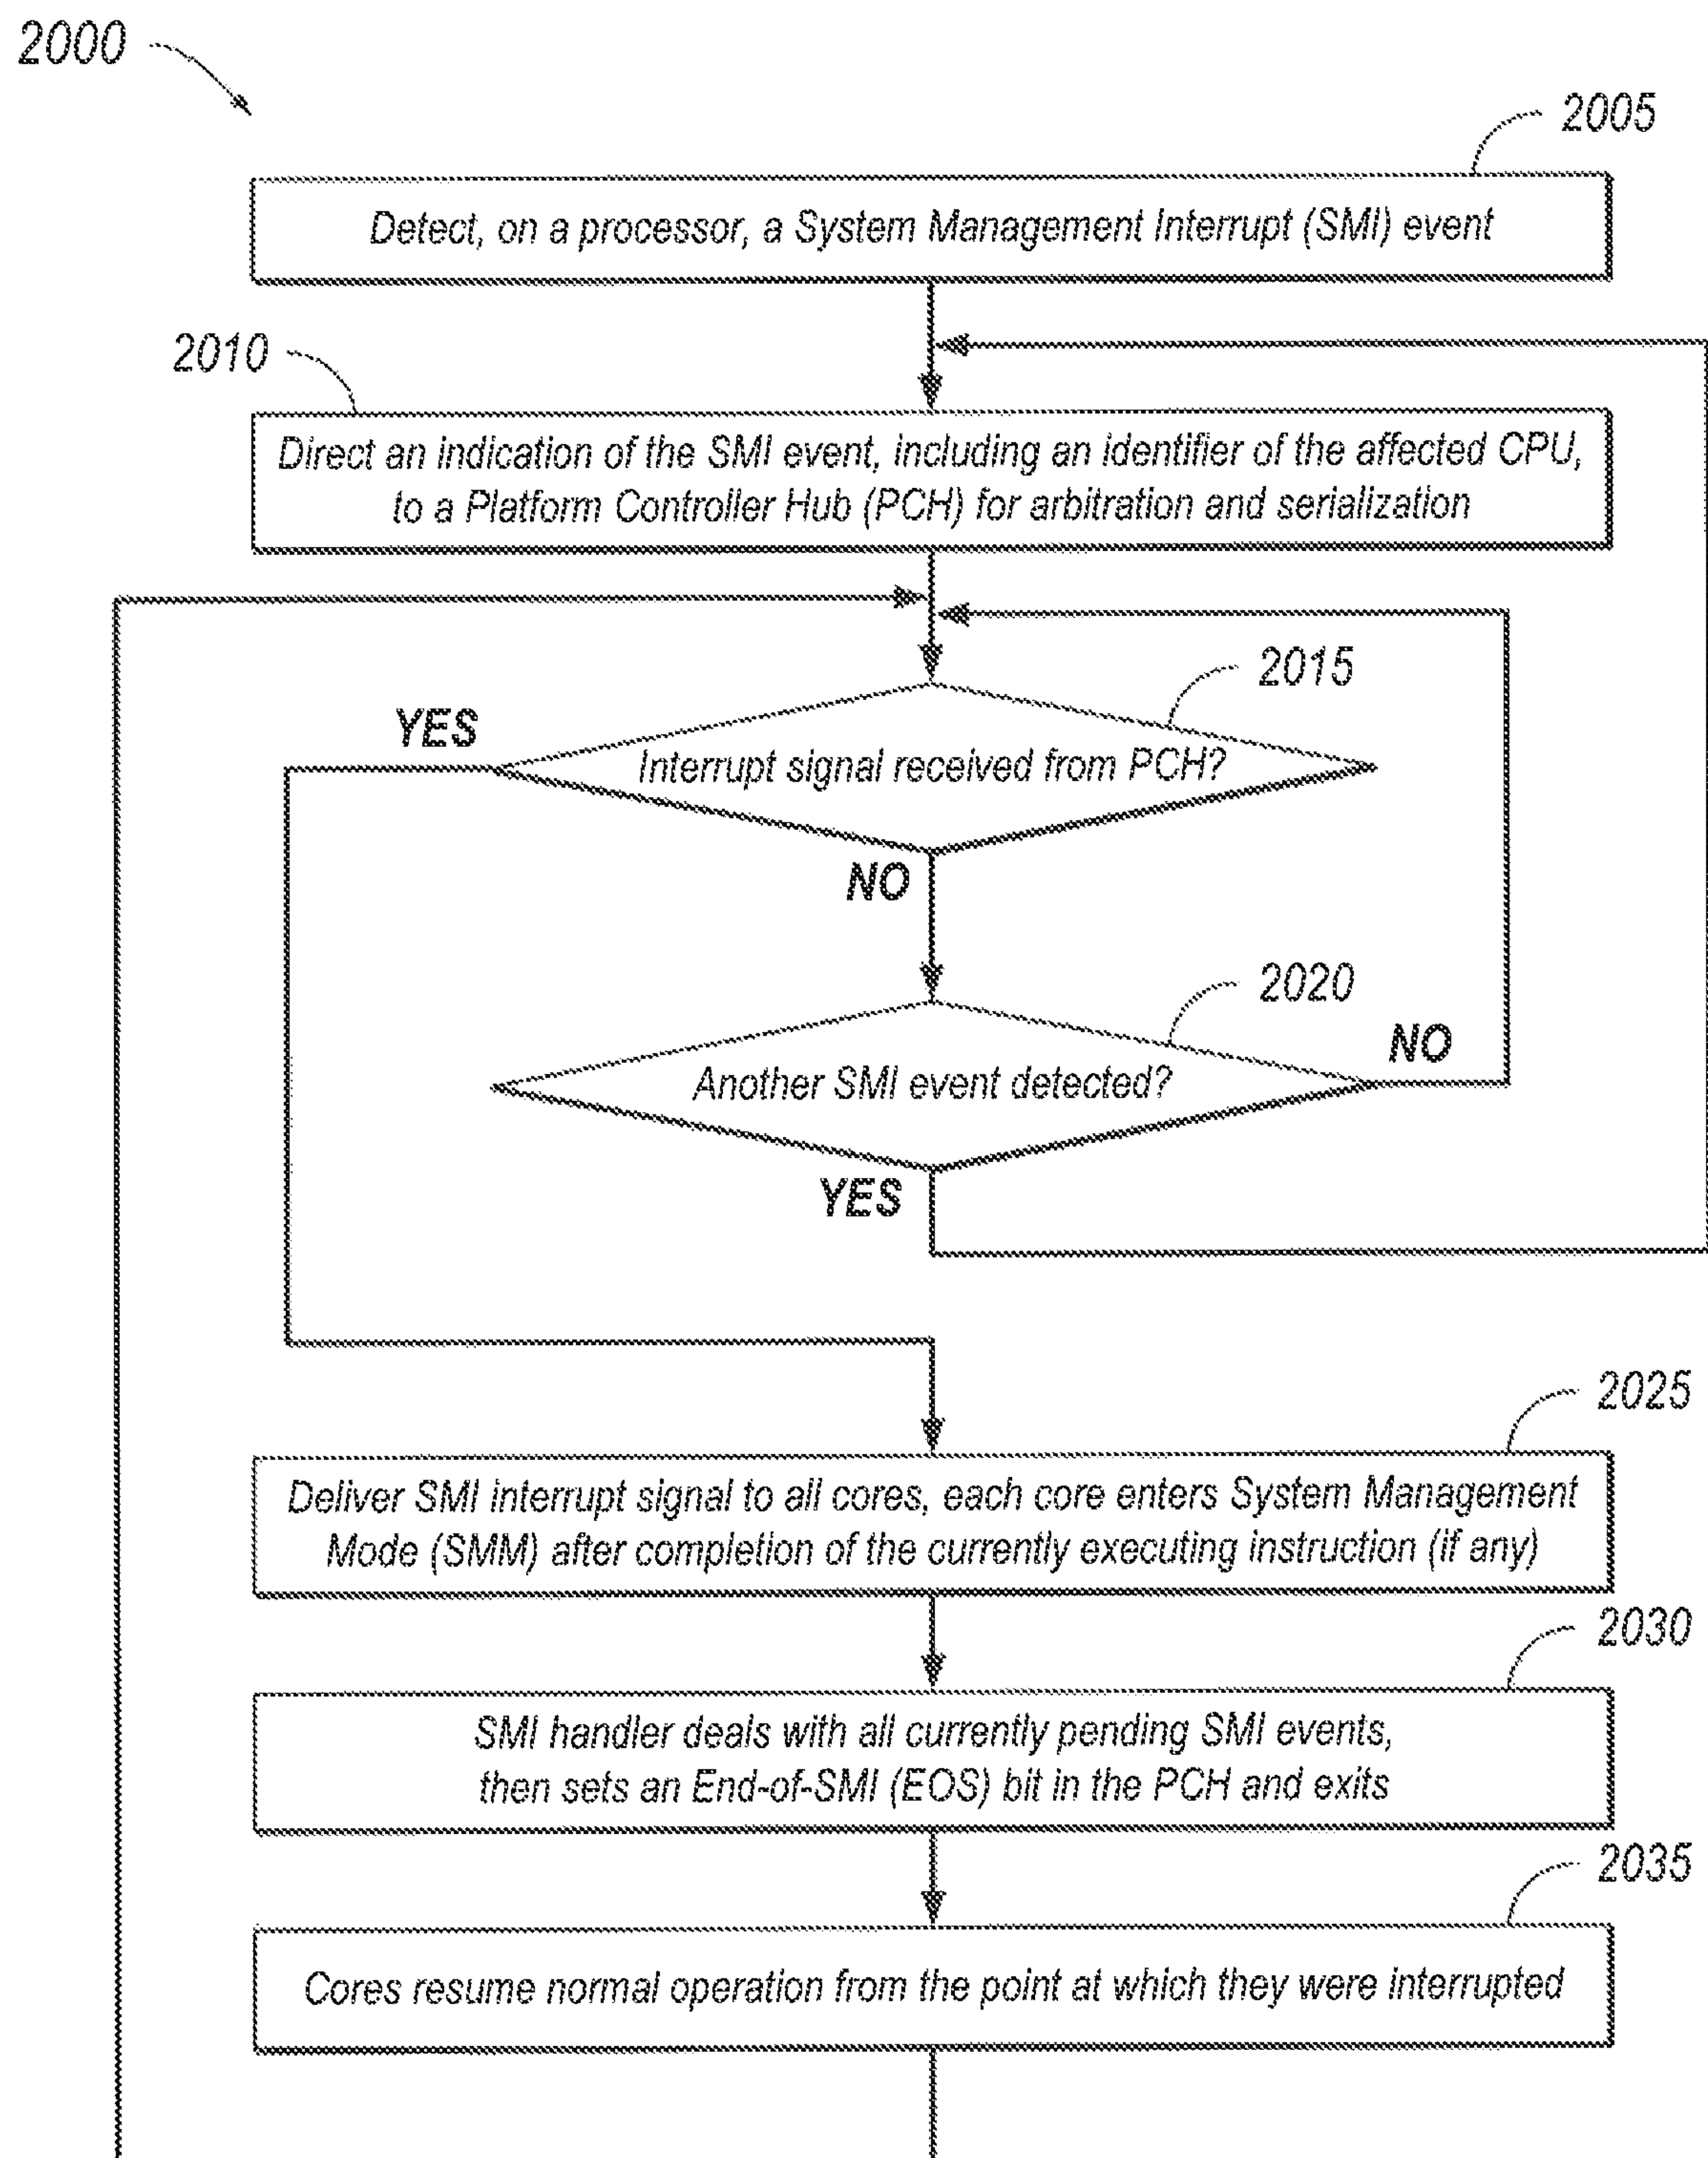 2000
2005
Detect, on a processor, a System Management Interrupt (SMI) event
2010
Direct an indication of the SMI event, including an identifier of the affected CPU,
to a Platform Controller Hub (PCH) for arbitration and serialization
2015
YES
Interrupt signal received from PCH?
NO
2020
NO
Another SMI event detected?
YES
2025
Deliver SMI interrupt signal to all cores, each core enters System Management
Mode (SMM) after completion of the currently executing instruction (if any)
2030
SMI handler deals with all currently pending SMI events,
then sets an End-of-SMI (EOS) bit in the PCH and exits
2035
Cores resume normal operation from the point at which they were interrupted